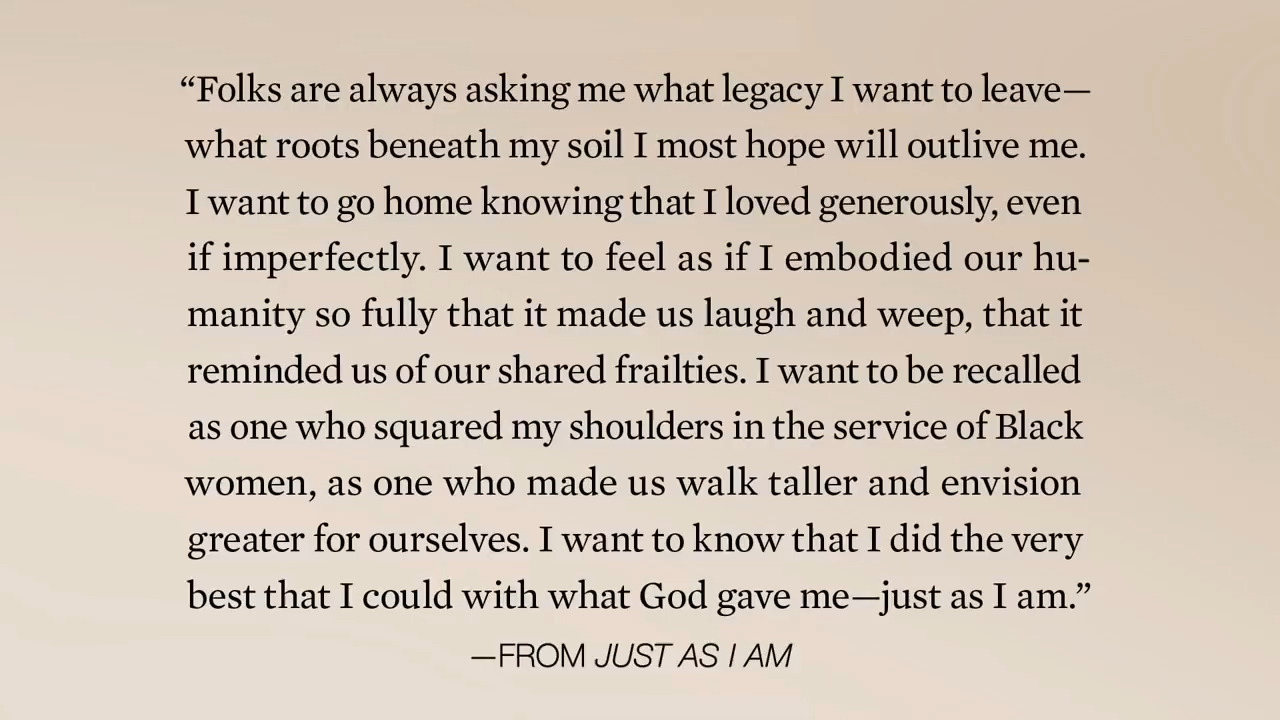 “Folks are always asking me what legacy I want to leave—
what roots beneath my soil I most hope will outlive me.
I want to go home knowing that I loved generously, even
if imperfectly. I want to feel as if I embodied our hu-
manity so fully that it made us laugh and weep, that it
reminded us of our shared frailties. I want to be recalled
as one who squared my shoulders in the service of Black
women, as one who made us walk taller and envision
greater for ourselves. I want to know that I did the very
best that I could with what God gave me—just as I am.”
—FROM JUST AS I AM